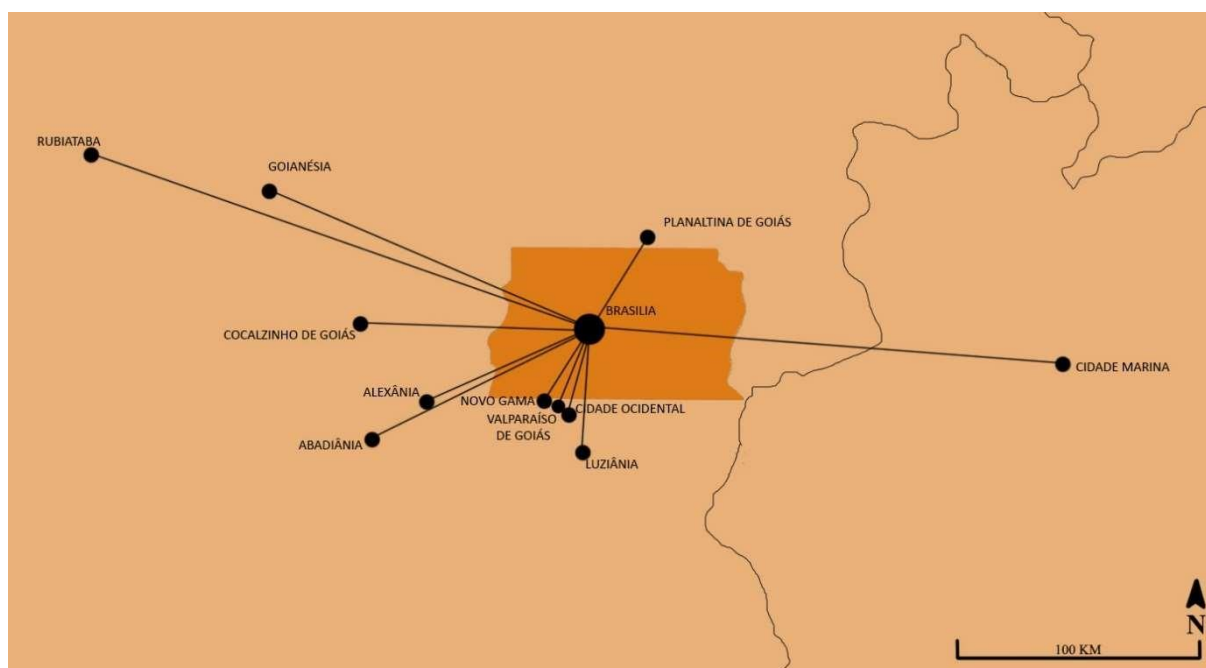 RUBIATABA
GOIANÉSIA
PLANALTINA DE GOIÁS
BRASILIA
COCALZINHO DE GOIÁS
CIDADE MARINA
ALEXÂNIA
NOVO GAMA
CIDADE OCIDENTAL
VALPARAÍSO
DE GOIÁS
ABADIÂNIA
LUZIÂNIA
N
100 KM